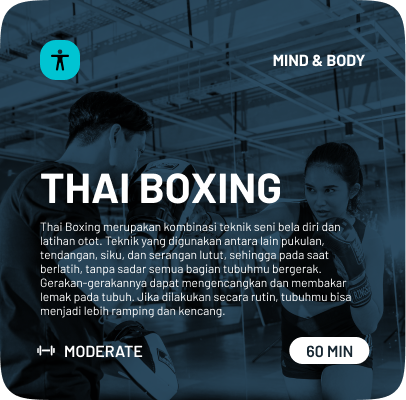 MIND & BODY
THAI BOXING
Thai Boxing merupakan kombinasi teknik seni bela diri dan
latihan otot. Teknik yang digunakan antara lain pukulan,
tendangan, siku, dan serangan lutut, sehingga pada saat
berlatih, tanpa sadar semua bagian tubuhmu bergerak.
Gerakan-gerakannya dapat mengencangkan dan membakar
lemak pada tubuh. Jika dilakukan secara rutin, tubuhmu bisa
menjadi lebih ramping dan kencang.
MODERATE
60 MIN